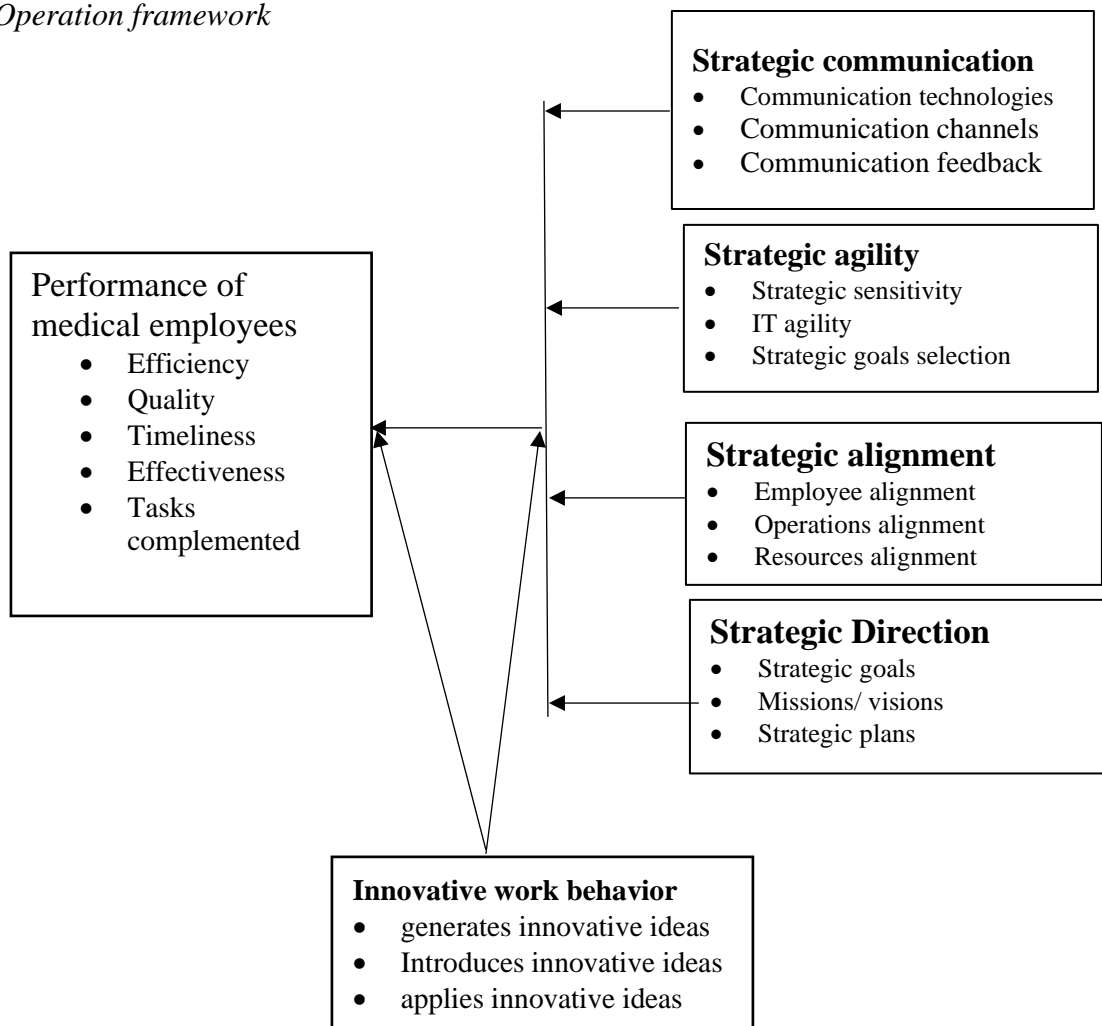 Operation framework
Strategic communication
• Communication technologies
• Communication channels
• Communication feedback
Strategic agility
• Strategic sensitivity
• IT agility
• Strategic goals selection
Performance of
medical employees
• Efficiency
• Quality
• Timeliness
• Effectiveness
• Tasks
complemented
Strategic alignment
• Employee alignment
• Operations alignment
• Resources alignment
Strategic Direction
• Strategic goals
• Missions/ visions
• Strategic plans
Innovative work behavior
• generates innovative ideas
• Introduces innovative ideas
• applies innovative ideas